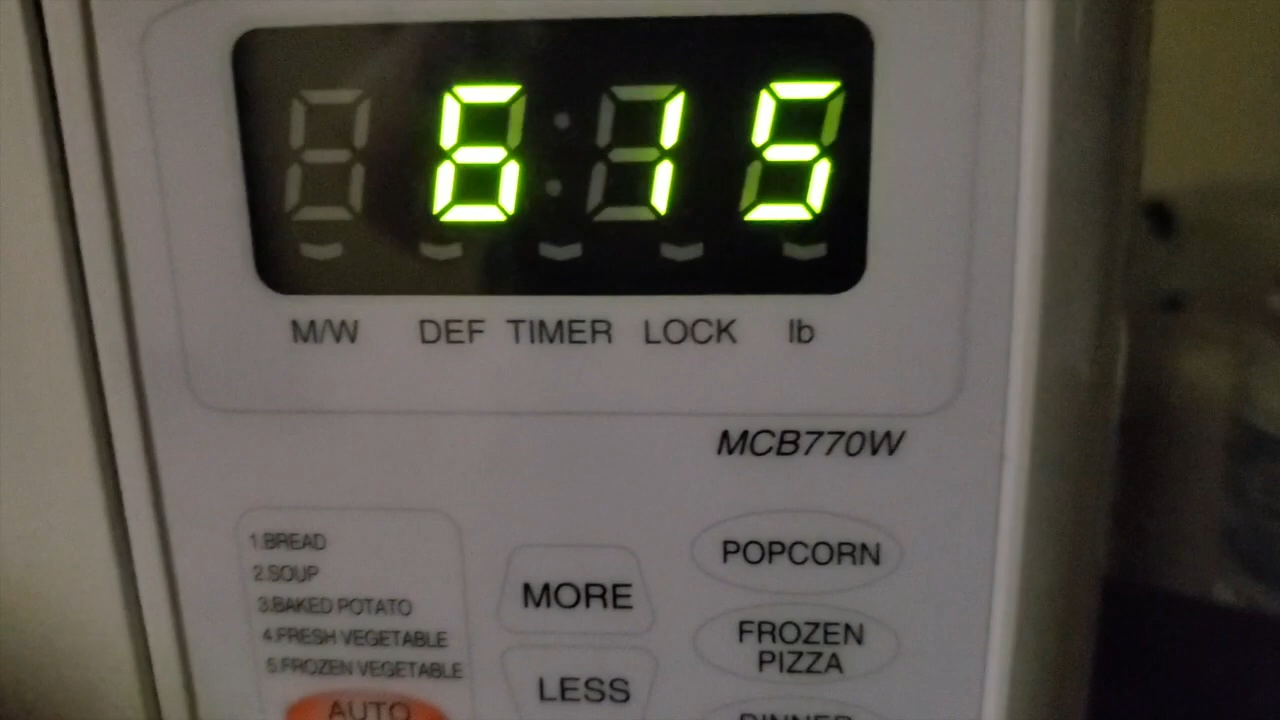 6 15
M/W DEF TIMER LOCK lb
MCB770W
1.BREAD
2.SOUP
3.BAKED POTATO
4.FRESH VEGETABLE
5.FROZEN VEGETABLE
AUTO
MORE
LESS
POPCORN
FROZEN
PIZZA
DINNER